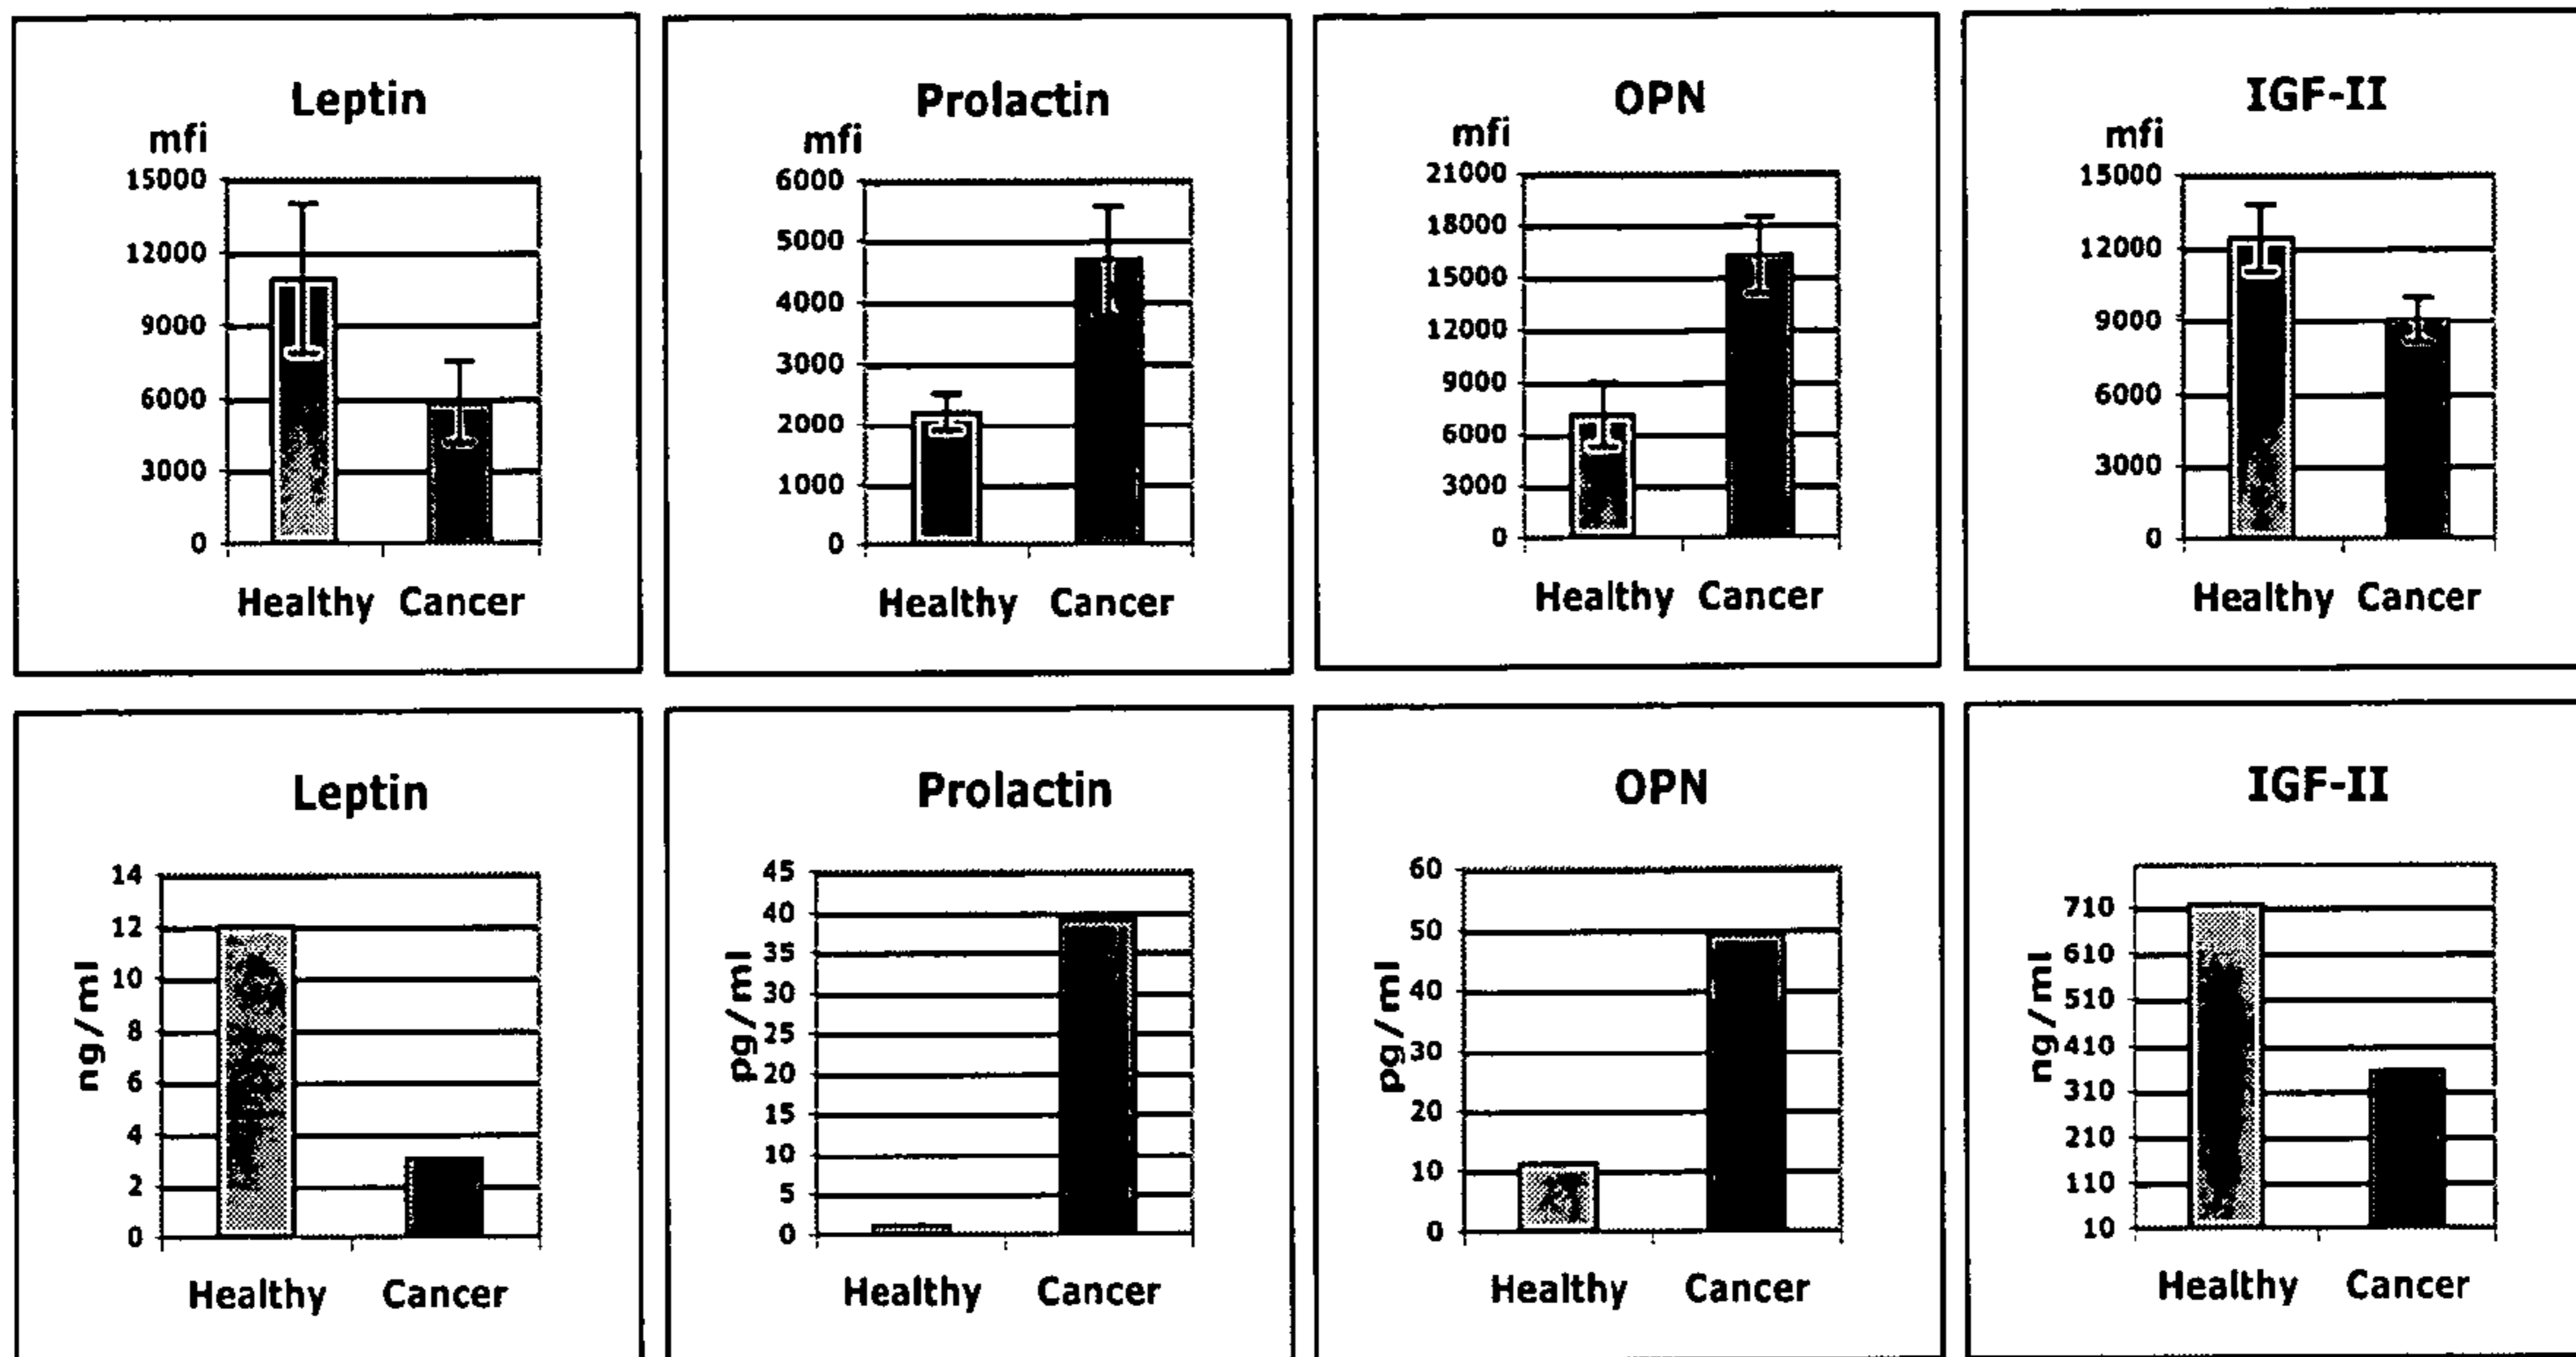 Leptin
mfi
15000
12000
9000
6000
3000
0
Healthy Cancer
Prolactin
mfi
6000
5000
4000
3000
2000
1000
0
Healthy Cancer
OPN
mfi
21000
18000
15000
12000
9000
6000
3000
0
Healthy Cancer
IGF-II
mfi
15000
12000
9000
6000
3000
0
Healthy Cancer
Leptin
ng/ml
14
12
10
8
6
4
2
0
Healthy Cancer
Prolactin
pg/ml
45
40
35
30
25
20
15
10
5
0
Healthy Cancer
OPN
pg/ml
60
50
40
30
20
10
0
Healthy Cancer
IGF-II
ng/ml
710
610
510
410
310
210
110
10
Healthy Cancer